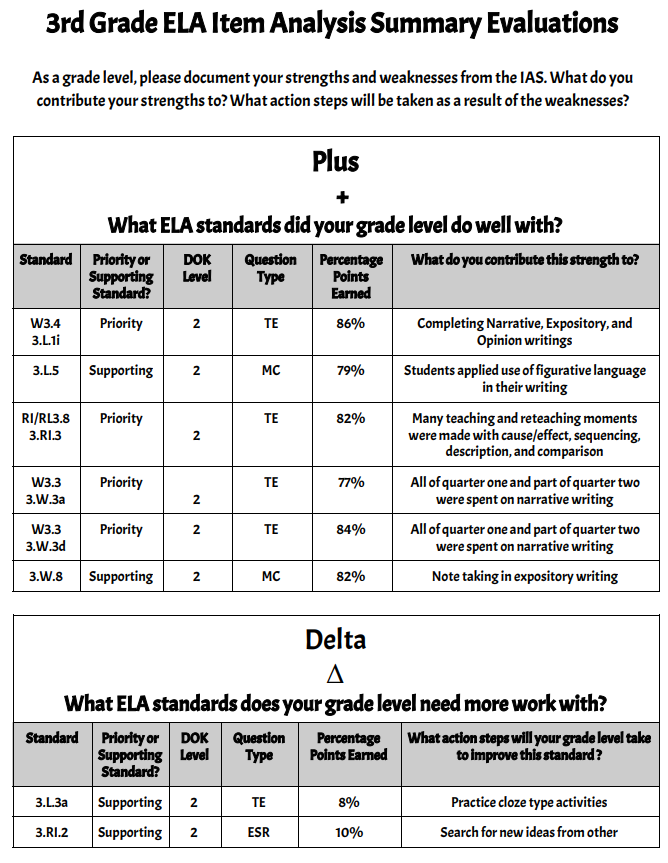 3rd Grade ELA Item Analysis Summary Evaluations
As a grade level, please document your strengths and weaknesses from the IAS. What do you
contribute your strengths to? What action steps will be taken as a result of the weaknesses?
Plus
+
What ELA standards did your grade level do well with?
Standard Priority or Supporting Standard? DOK Level Question Type Percentage Points Earned What do you contribute this strength to?
W3.4 3.L.1i Priority 2 TE 86% Completing Narrative, Expository, and Opinion writings
3.L.5 Supporting 2 MC 79% Students applied use of figurative language in their writing
RI/RL3.8 3.RI.3 Priority 2 TE 82% Many teaching and reteaching moments were made with cause/effect, sequencing, description, and comparison
W3.3 3.W.3a Priority 2 TE 77% All of quarter one and part of quarter two were spent on narrative writing
W3.3 3.W.3d Priority 2 TE 84% All of quarter one and part of quarter two were spent on narrative writing
3.W.8 Supporting 2 MC 82% Note taking in expository writing
Delta
Δ
What ELA standards does your grade level need more work with?
Standard Priority or Supporting Standard? DOK Level Question Type Percentage Points Earned What action steps will your grade level take to improve this standard ?
3.L.3a Supporting 2 TE 8% Practice cloze type activities
3.RI.2 Supporting 2 ESR 10% Search for new ideas from other